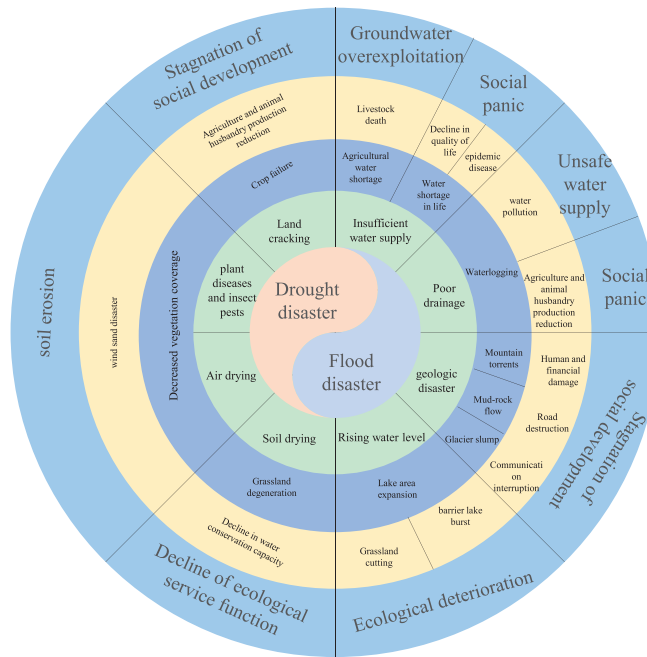 Stagnation of
social development
Groundwater
overexploitation
Social
panic
Unsafe
water
supply
Social
panic
Stagnation of
social development
Ecological deterioration
Decline of ecological
service function
soil erosion
Agriculture and animal
husbandry production
reduction
Livestock
death
Decline in
quality of
life
epidemic
disease
water
pollution
Agriculture and
animal
husbandry
production
reduction
Human and
financial
damage
Road
destruction
Communicati
on
interruption
barrier lake
burst
Grassland
cutting
Decline in water
conservation capacity
wind sand disaster
Crop failure
Agricultural
water
shortage
Water
shortage
in life
Waterlogging
Mountain
torrents
Mud-rock
flow
Glacier slump
Lake area
expansion
Grassland
degeneration
Decreased vegetation coverage
Land
cracking
Insufficient
water supply
Poor
drainage
geologic
disaster
Rising water level
Soil drying
Air drying
plant
diseases
and insect
pests
Drought
disaster
Flood
disaster